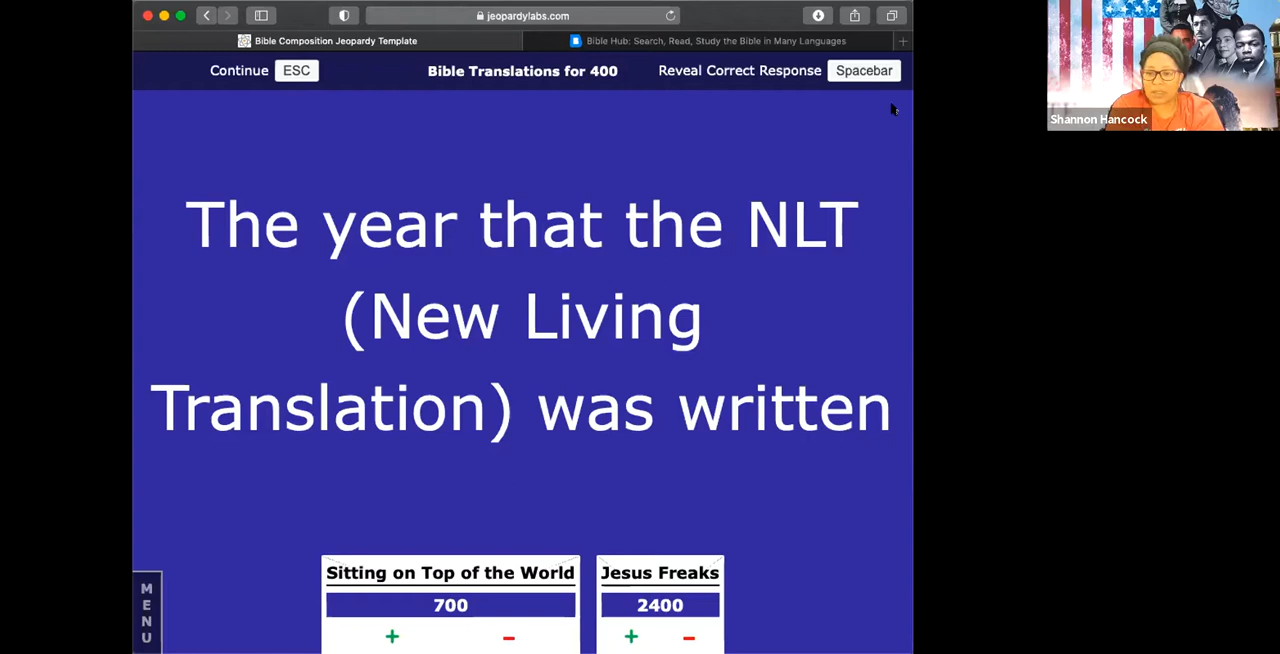 jeopardylabs.com
Bible Composition Jeopardy Template
Bible Hub: Search, Read, Study the Bible in Many Languages
Continue ESC
Bible Translations for 400
Reveal Correct Response Spacebar
Shannon Hancock
The year that the NLT
(New Living
Translation) was written
Sitting on Top of the World
700
+ −
Jesus Freaks
2400
+ −
MENU